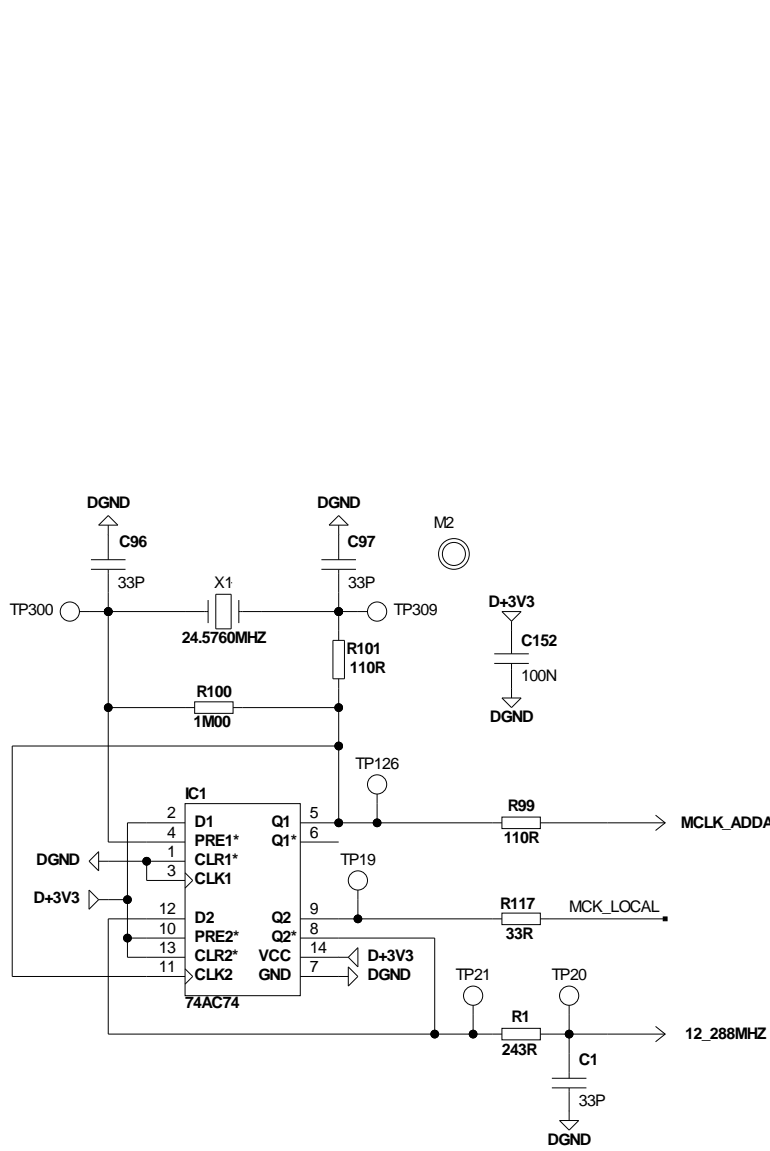 DGND
DGND
M2
C96
C97
33P
X1
33P
TP300
TP309
D+3V3
24.5760MHZ
R101
110R
C152
100N
R100
DGND
1M00
TP126
IC1
R99
2 D1 Q1 5
MCLK_ADDA
4 PRE1* Q1* 6
110R
DGND 1 CLR1*
TP19
3 CLK1
D+3V3
R117
MCK_LOCAL
12 D2 Q2 9
33R
10 PRE2* Q2* 8
13 CLR2* VCC 14 D+3V3
11 CLK2 GND 7 DGND
TP21
TP20
74AC74
R1
12_288MHZ
243R
C1
33P
DGND